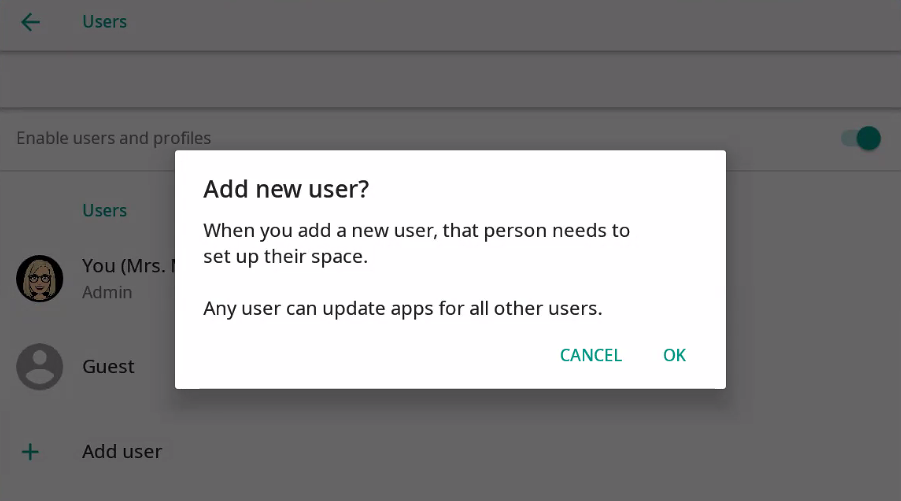 Users
Enable users and profiles
Add new user?
When you add a new user, that person needs to
set up their space.
Any user can update apps for all other users.
CANCEL OK
Users
You (Mrs.
Admin
Guest
Add user